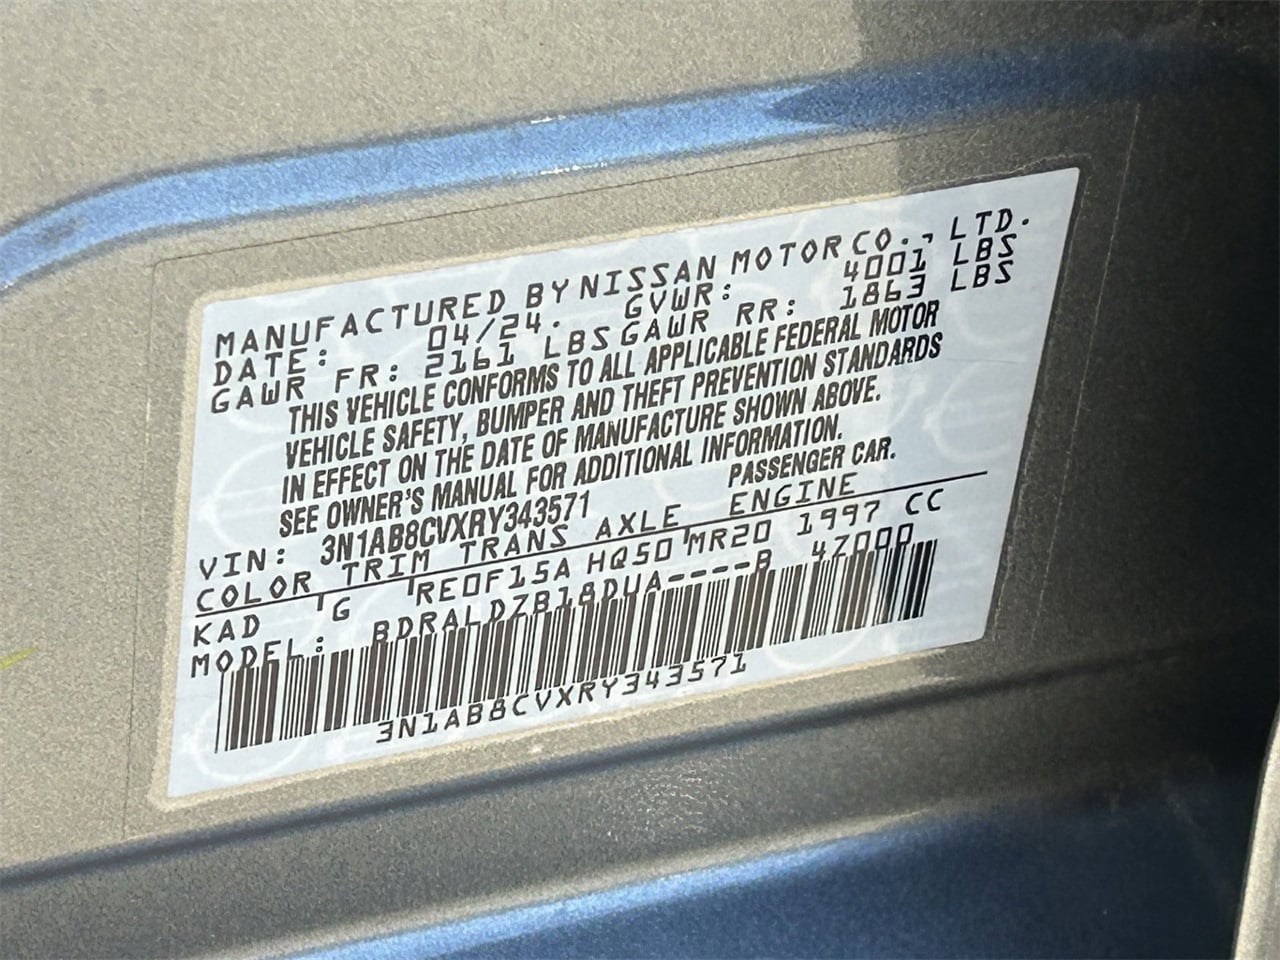 MANUFACTURED BY NISSAN MOTOR CO., LTD.
DATE: 04/24. GVWR: 4001 LBS
GAWR FR: 2161 LBS GAWR RR: 1863 LBS
THIS VEHICLE CONFORMS TO ALL APPLICABLE FEDERAL MOTOR
VEHICLE SAFETY, BUMPER AND THEFT PREVENTION STANDARDS
IN EFFECT ON THE DATE OF MANUFACTURE SHOWN ABOVE.
SEE OWNER'S MANUAL FOR ADDITIONAL INFORMATION.
VIN: 3N1AB8CVXRY343571 PASSENGER CAR.
COLOR TRIM TRANS AXLE ENGINE
KAD G RE0F15A HQ50 MR20 1997 CC
MODEL: BDRALDZB18DUA----B 47000
3N1AB8CVXRY343571